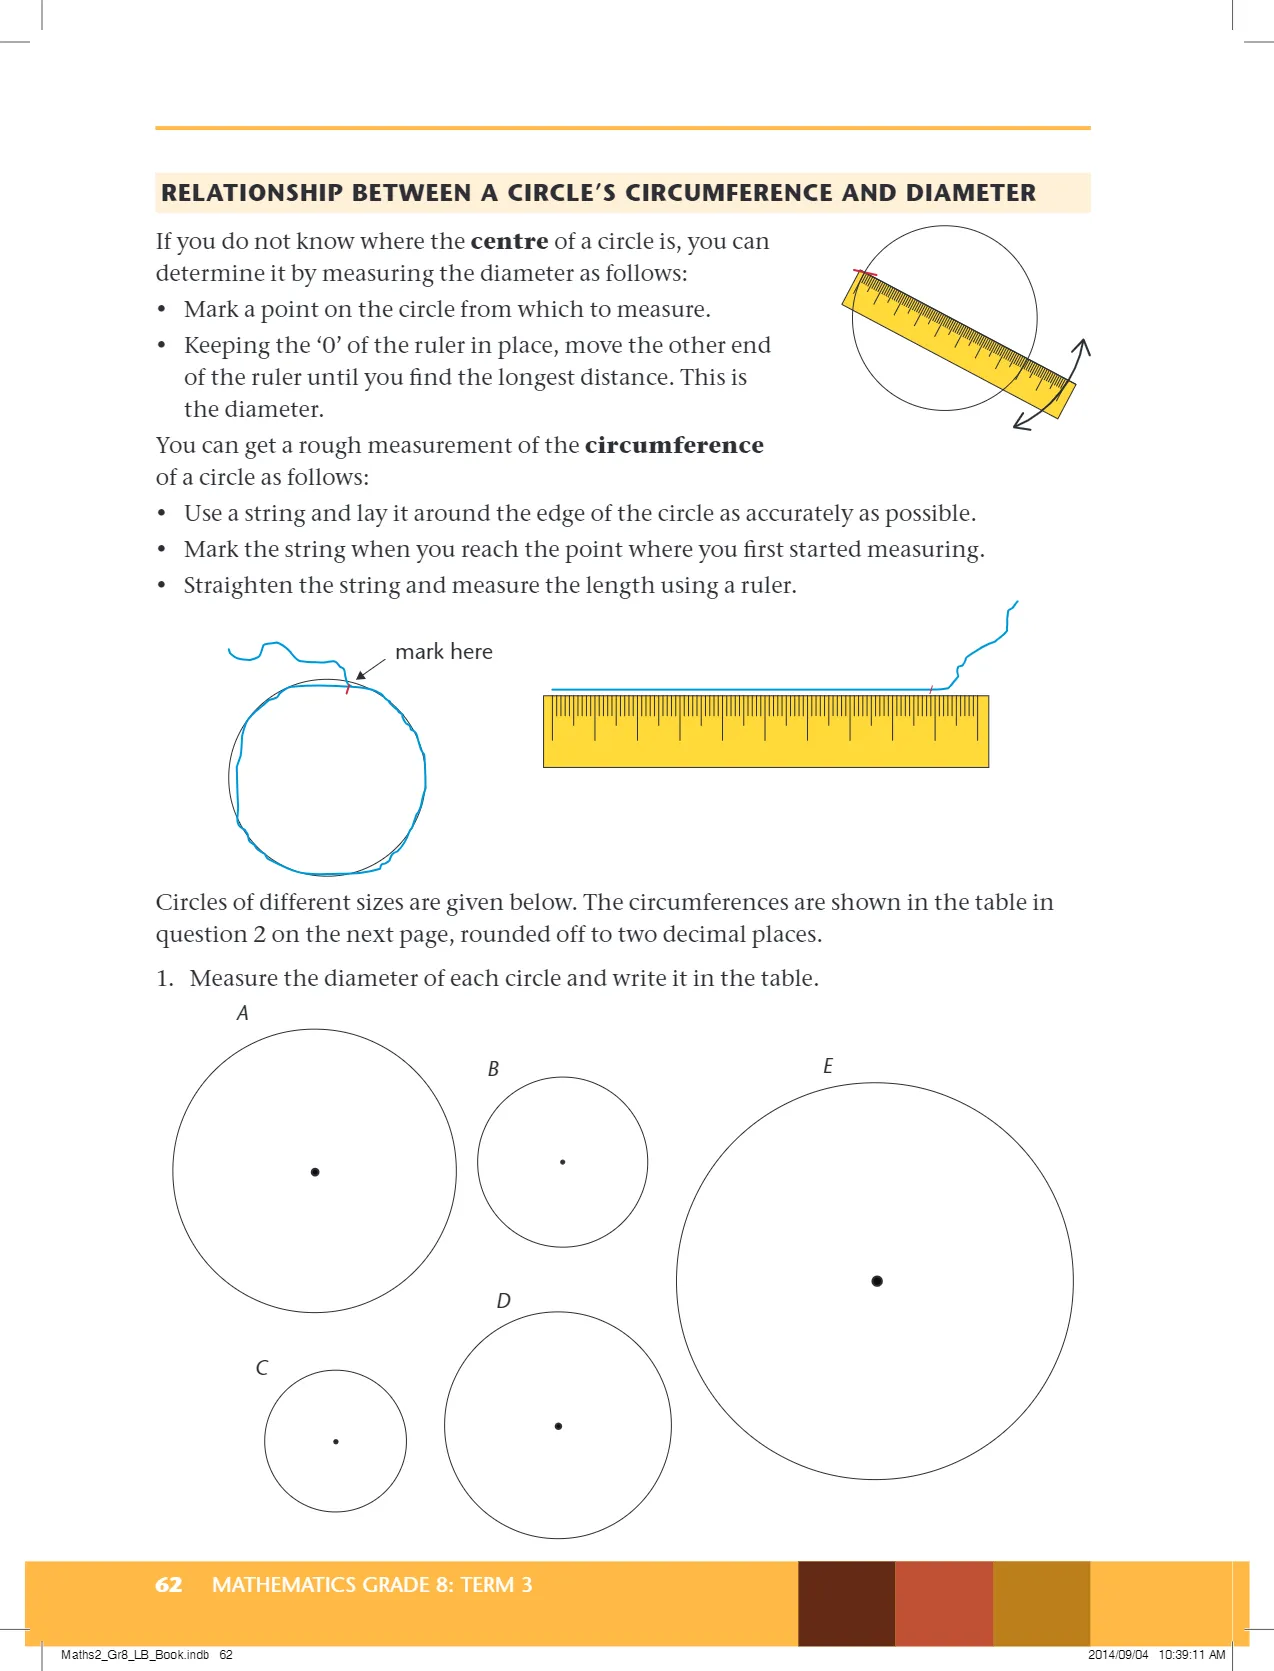 RELATIONSHIP BETWEEN A CIRCLE’S CIRCUMFERENCE AND DIAMETER
If you do not know where the centre of a circle is, you can
determine it by measuring the diameter as follows:
• Mark a point on the circle from which to measure.
• Keeping the ‘0’ of the ruler in place, move the other end
of the ruler until you find the longest distance. This is
the diameter.
You can get a rough measurement of the circumference
of a circle as follows:
• Use a string and lay it around the edge of the circle as accurately as possible.
• Mark the string when you reach the point where you first started measuring.
• Straighten the string and measure the length using a ruler.
mark here
Circles of different sizes are given below. The circumferences are shown in the table in
question 2 on the next page, rounded off to two decimal places.
1. Measure the diameter of each circle and write it in the table.
A
B
E
D
C
62 MATHEMATICS GRADE 8: TERM 3
Maths2_Gr8_LB_Book.indb 62
2014/09/04 10:39:11 AM